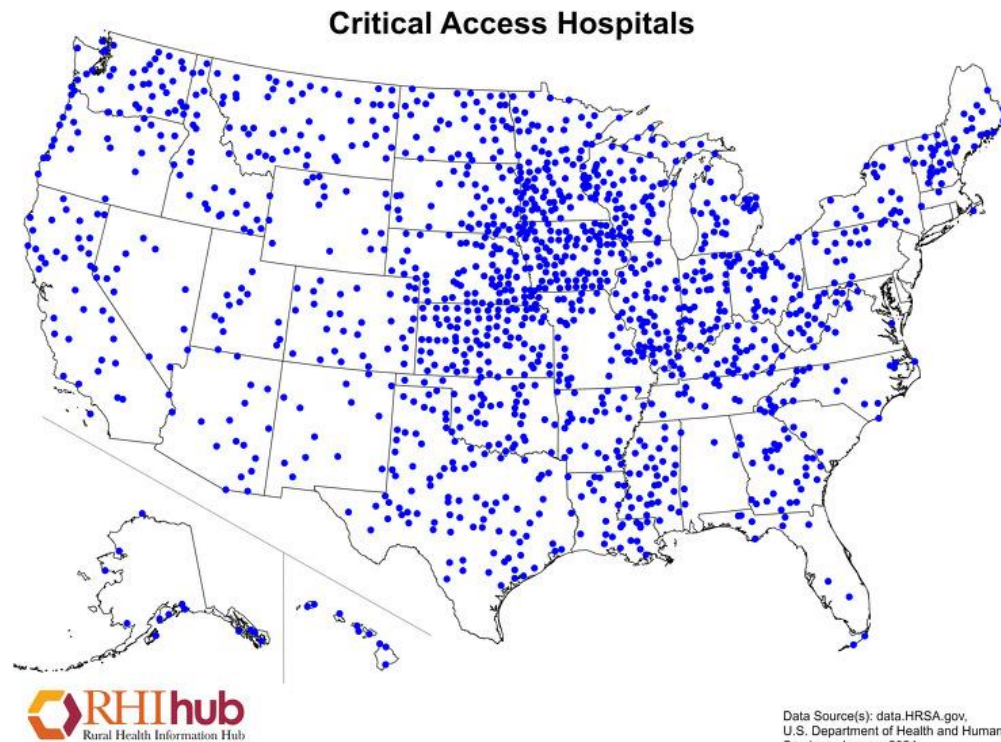 Critical Access Hospitals
RHIhub
Rural Health Information Hub
Data Source(s): data.HRSA.gov,
U.S. Department of Health and Human